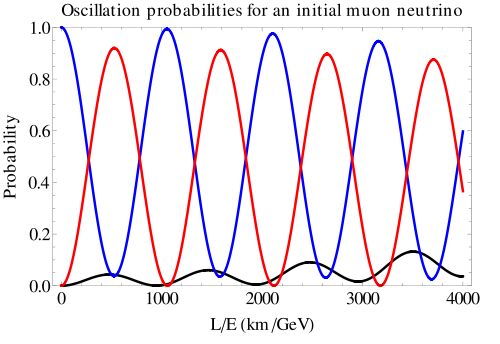 Oscillation probabilities for an initial muon neutrino
1.0
0.8
0.6
0.4
0.2
0.0
Probability
0 1000 2000 3000 4000
L/E (km/GeV)